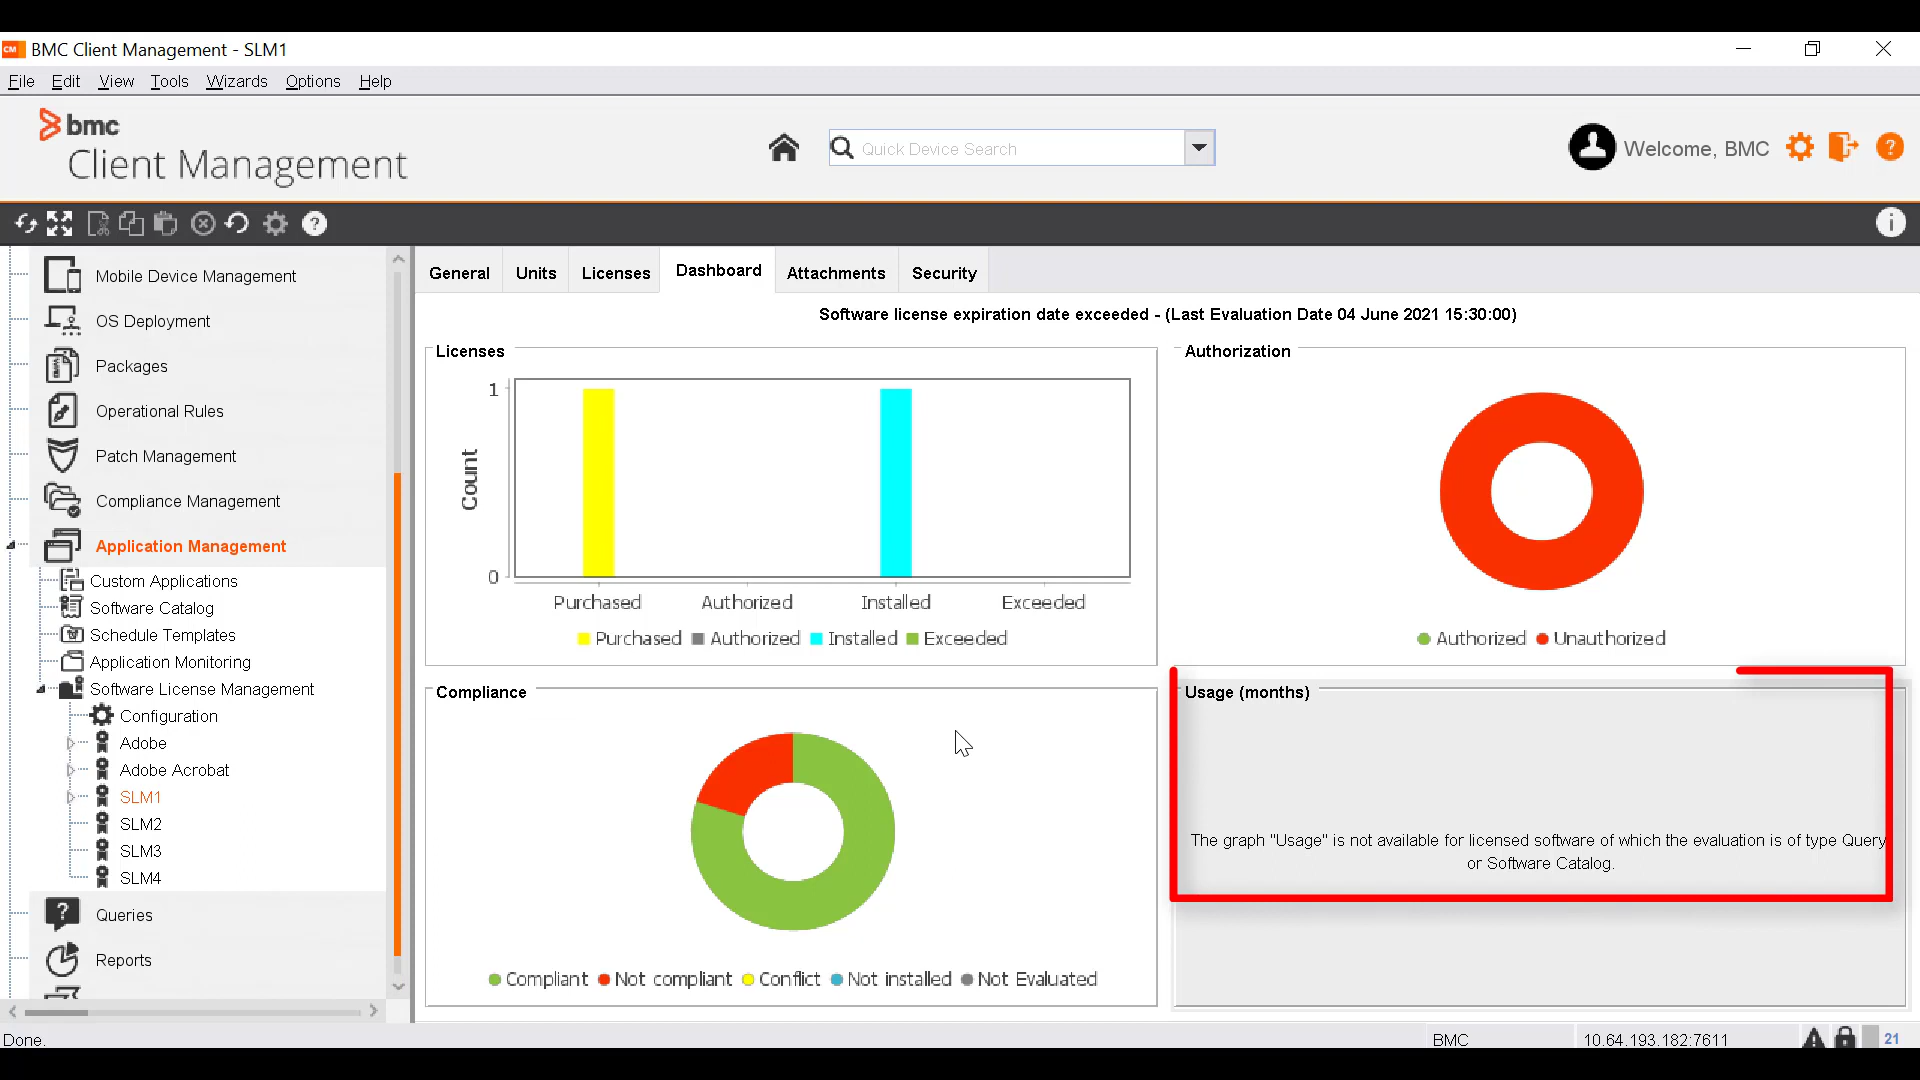 CM BMC Client Management - SLM1
File Edit View Tools Wizards Options Help
bmc
Client Management
Quick Device Search
Welcome, BMC
Mobile Device Management
OS Deployment
Packages
Operational Rules
Patch Management
Compliance Management
Application Management
Custom Applications
Software Catalog
Schedule Templates
Application Monitoring
Software License Management
Configuration
Adobe
Adobe Acrobat
SLM1
SLM2
SLM3
SLM4
Queries
Reports
General Units Licenses Dashboard Attachments Security
Software license expiration date exceeded - (Last Evaluation Date 04 June 2021 15:30:00)
Licenses
1
Count
0
Purchased Authorized Installed Exceeded
Purchased Authorized Installed Exceeded
Authorization
Authorized Unauthorized
Compliance
Compliant Not compliant Conflict Not installed Not Evaluated
Usage (months)
The graph "Usage" is not available for licensed software of which the evaluation is of type Query
or Software Catalog.
Done.
BMC
10.64.193.182:7611
21